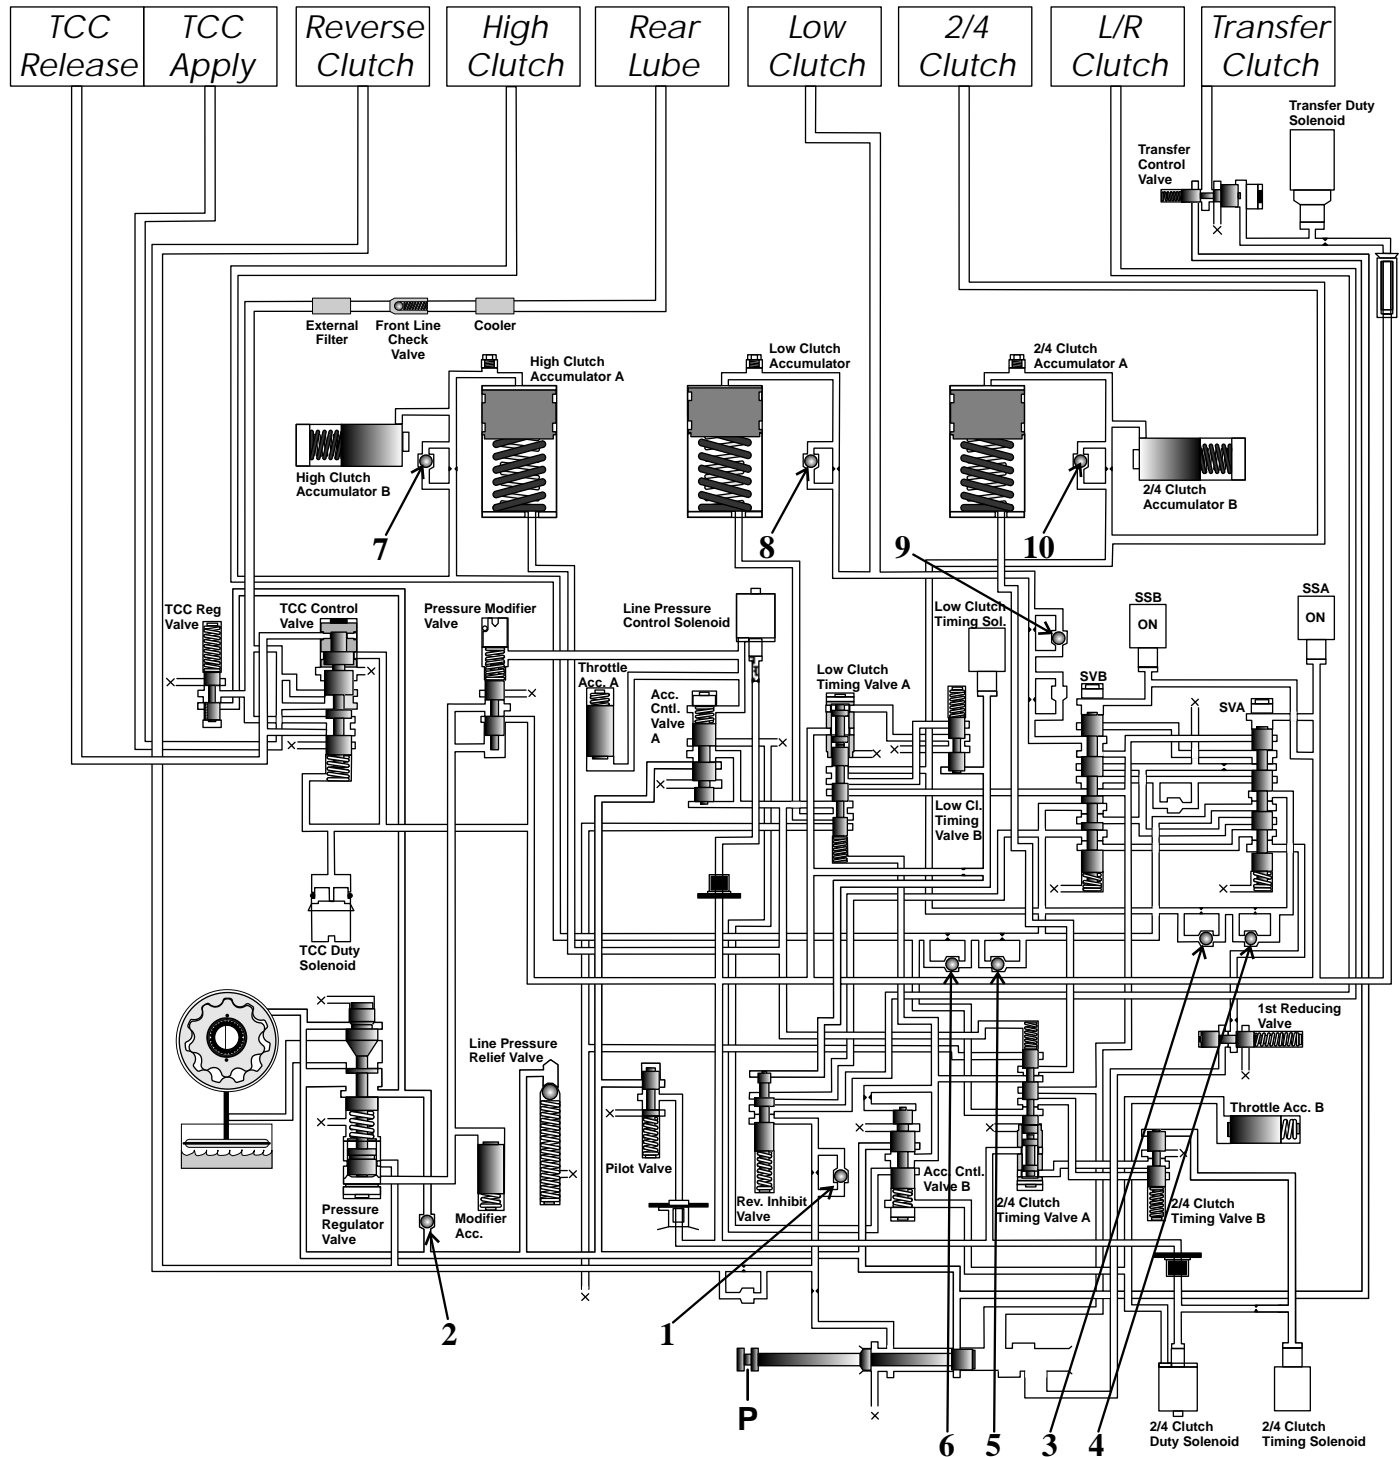 TCC
Release
TCC
Apply
Reverse
Clutch
High
Clutch
Rear
Lube
Low
Clutch
2/4
Clutch
L/R
Clutch
Transfer
Clutch
Transfer Duty
Solenoid
Transfer
Control
Valve
External
Filter
Front Line
Check
Valve
Cooler
High Clutch
Accumulator A
Low Clutch
Accumulator
2/4 Clutch
Accumulator A
High Clutch
Accumulator B
2/4 Clutch
Accumulator B
7
8
9
10
TCC Reg
Valve
TCC Control
Valve
Pressure Modifier
Valve
Line Pressure
Control Solenoid
Low Clutch
Timing Sol.
SSB
ON
SSA
ON
Throttle
Acc. A
Acc.
Cntl.
Valve
A
Low Clutch
Timing Valve A
SVB
SVA
Low Cl.
Timing
Valve B
TCC Duty
Solenoid
Line Pressure
Relief Valve
1st Reducing
Valve
Throttle Acc. B
Pilot Valve
Rev. Inhibit
Valve
Acc. Cntl.
Valve B
2/4 Clutch
Timing Valve A
2/4 Clutch
Timing Valve B
Pressure
Regulator
Valve
Modifier
Acc.
2
1
P
6
5
3
4
2/4 Clutch
Duty Solenoid
2/4 Clutch
Timing Solenoid